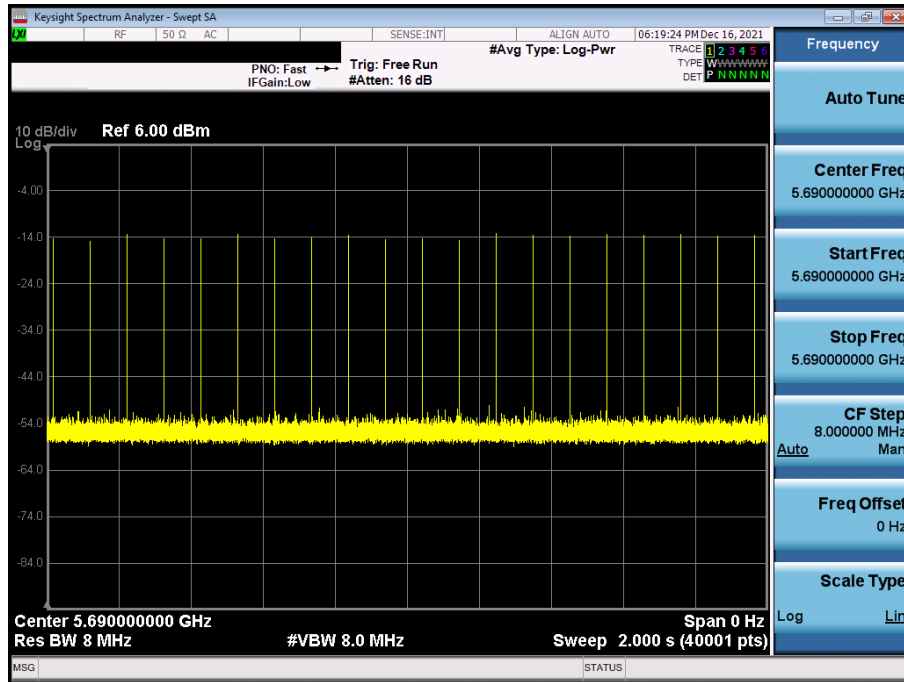 Keysight Spectrum Analyzer - Swept SA
LXI RF 50 Ω AC SENSE:INT ALIGN AUTO 06:19:24 PM Dec 16, 2021
#Avg Type: Log-Pwr
TRACE 1 2 3 4 5 6
PNO: Fast Trig: Free Run
TYPE WWWWWW
IFGain:Low #Atten: 16 dB
DET P N N N N N
10 dB/div Ref 6.00 dBm
Log
-4.00
-14.0
-24.0
-34.0
-44.0
-54.0
-64.0
-74.0
-84.0
Center 5.690000000 GHz Span 0 Hz
Res BW 8 MHz #VBW 8.0 MHz Sweep 2.000 s (40001 pts)
MSG STATUS
Frequency
Auto Tune
Center Freq
5.690000000 GHz
Start Freq
5.690000000 GHz
Stop Freq
5.690000000 GHz
CF Step
8.000000 MHz
Auto Man
Freq Offset
0 Hz
Scale Type
Log Lin